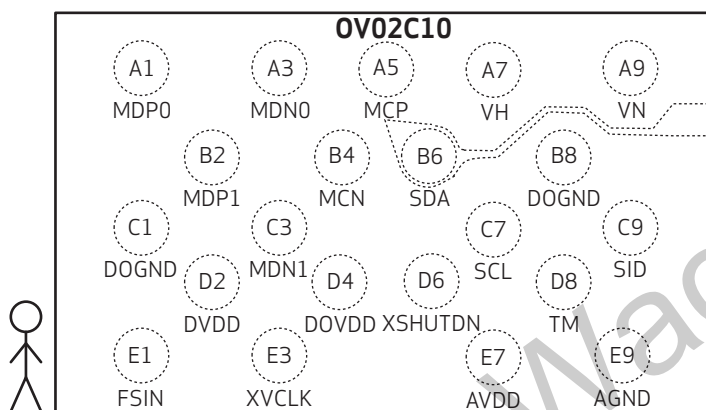 OV02C10
A1 A3 A5 A7 A9
MDP0 MDN0 MCP VH VN
B2 B4 B6 B8
MDP1 MCN SDA DOGND
C1 C3 C7 C9
DOGND MDN1 SCL SID
D2 D4 D6 D8
DVDD DOVDD XSHUTDN TM
E1 E3 E7 E9
FSIN XVCLK AVDD AGND